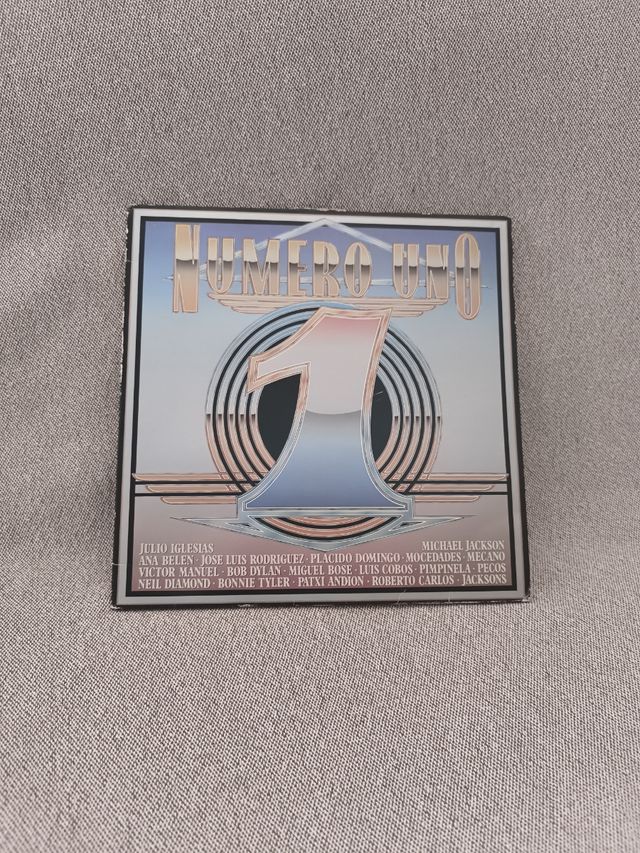 NUMERO UNO
1
JULIO IGLESIAS MICHAEL JACKSON
ANA BELEN · JOSE LUIS RODRIGUEZ · PLACIDO DOMINGO · MOCEDADES · MECANO
VICTOR MANUEL · BOB DYLAN · MIGUEL BOSE · LUIS COBOS · PIMPINELA · PECOS
NEIL DIAMOND · BONNIE TYLER · PATXI ANDION · ROBERTO CARLOS · JACKSONS